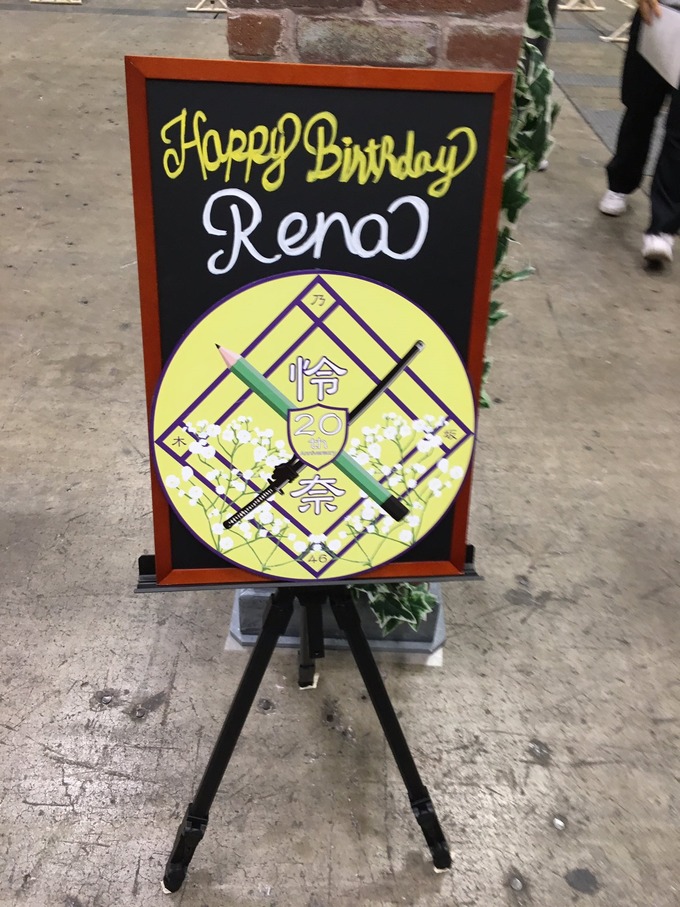 Happy Birthday
Rena
乃
怜
木
20
坂
th
Anniversary
奈
46